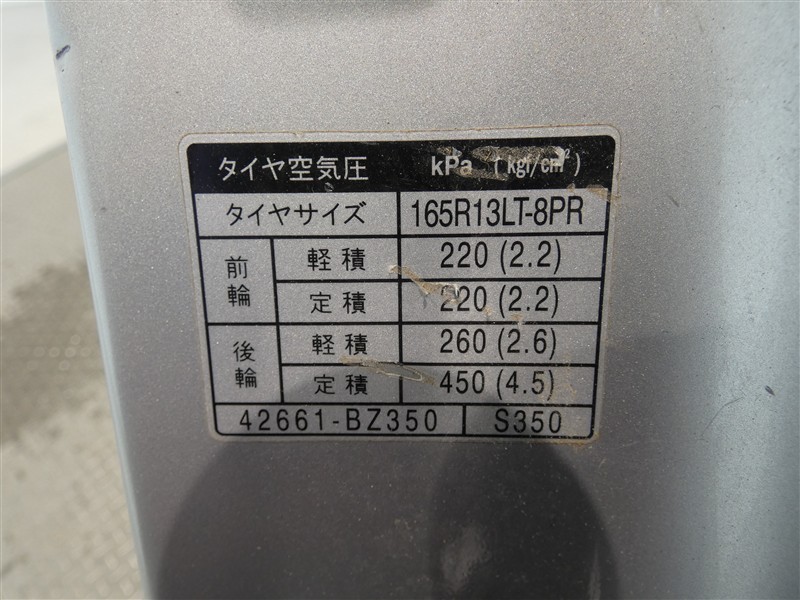 タイヤ空気圧 kPa (kgf/cm²)
タイヤサイズ 165R13LT-8PR
前輪 軽積 220 (2.2)
定積 220 (2.2)
後輪 軽積 260 (2.6)
定積 450 (4.5)
42661-BZ350 S350